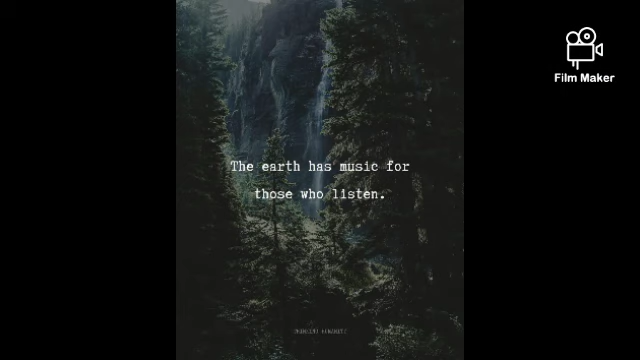 The earth has music for
those who listen.
Film Maker